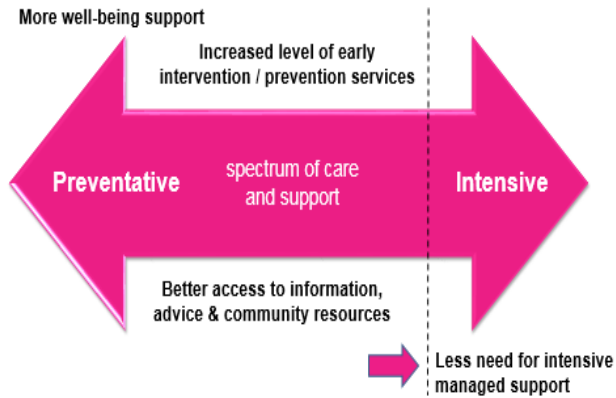 More well-being support
Increased level of early
intervention / prevention services
Preventative
spectrum of care
and support
Intensive
Better access to information,
advice & community resources
Less need for intensive
managed support